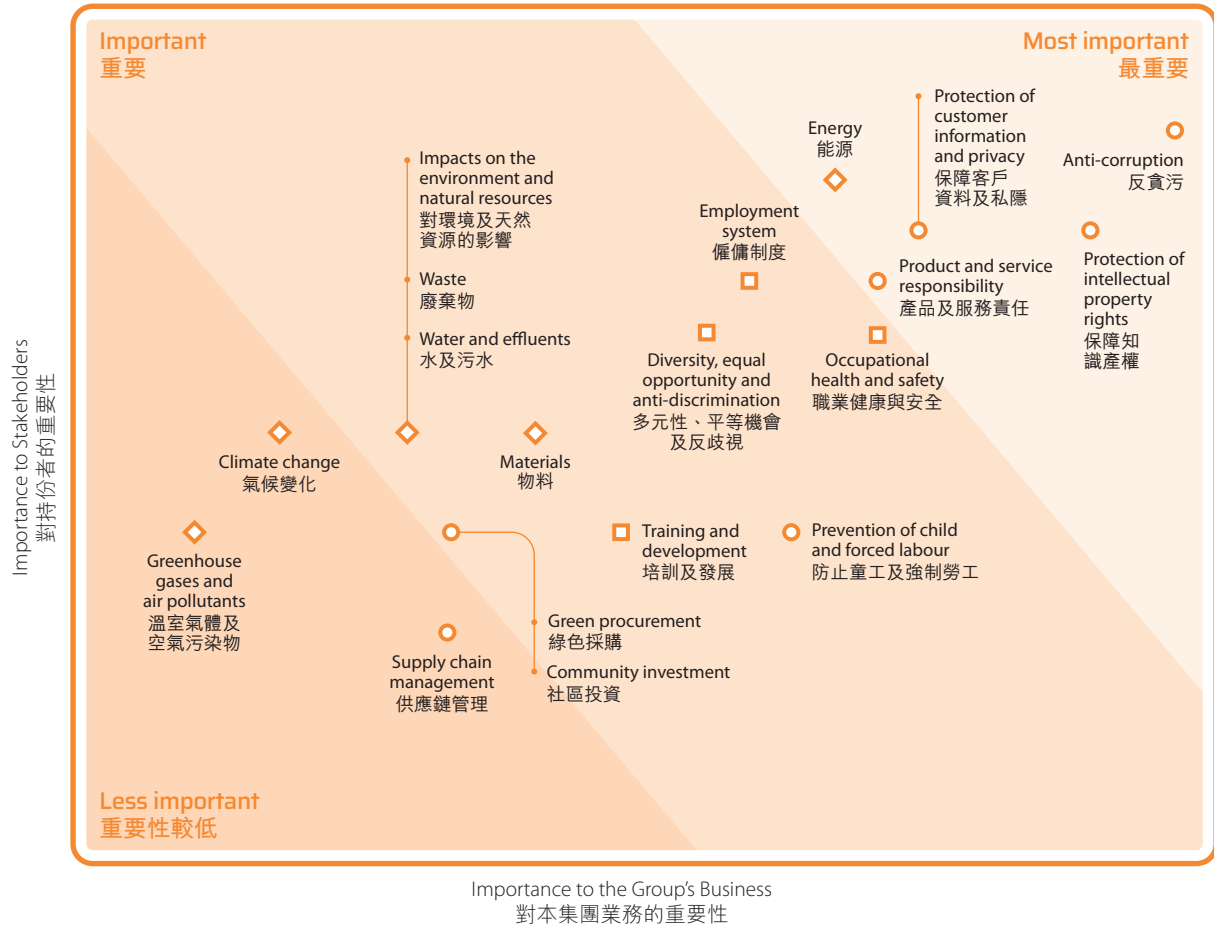 Important
重要
Most important
最重要
Protection of
customer
information
and privacy
保障客戶
資料及私隱
Energy
能源
Anti-corruption
反貪污
Impacts on the
environment and
natural resources
對環境及天然
資源的影響
Employment
system
僱傭制度
Protection of
intellectual
property
rights
保障知
識產權
Product and service
responsibility
產品及服務責任
Waste
廢棄物
Water and effluents
水及污水
Diversity, equal
opportunity and
anti-discrimination
多元性、平等機會
及反歧視
Occupational
health and safety
職業健康與安全
Climate change
氣候變化
Materials
物料
Training and
development
培訓及發展
Prevention of child
and forced labour
防止童工及強制勞工
Greenhouse
gases and
air pollutants
溫室氣體及
空氣污染物
Green procurement
綠色採購
Supply chain
management
供應鏈管理
Community investment
社區投資
Less important
重要性較低
Importance to Stakeholders
對持份者的重要性
Importance to the Group's Business
對本集團業務的重要性